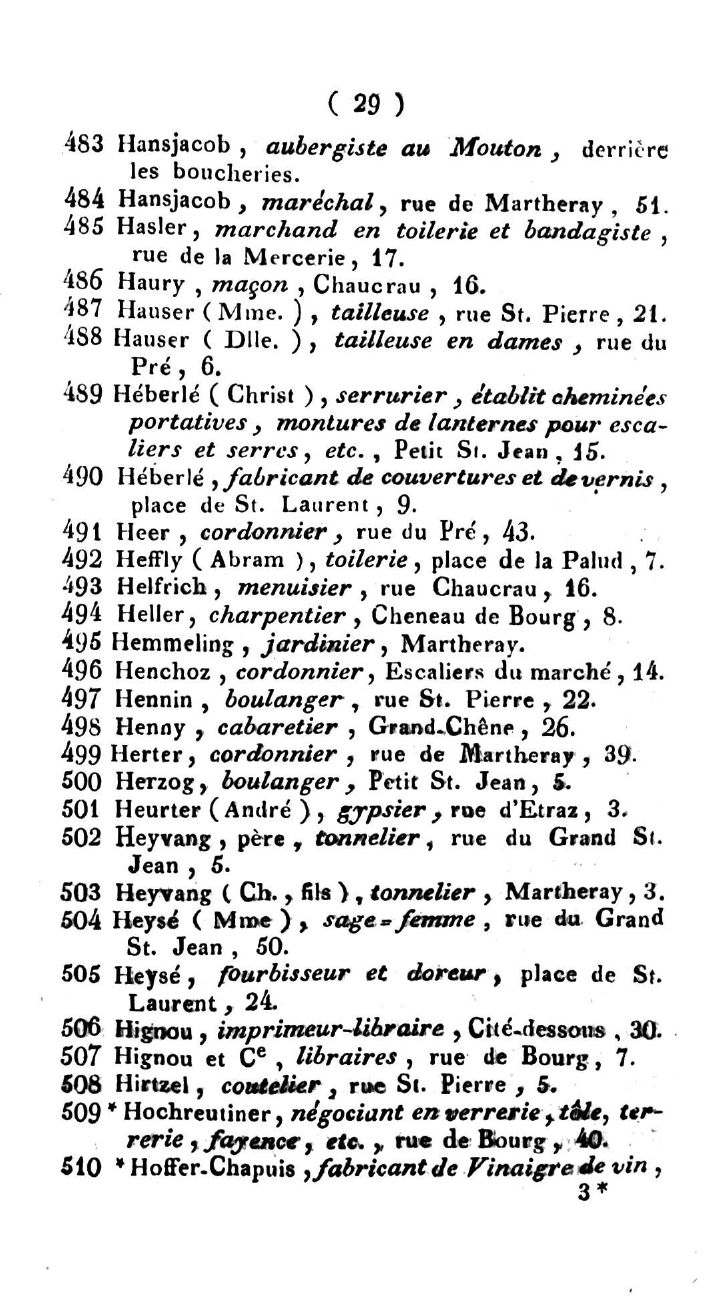 ( 29 )
483 Hansjacob , aubergiste au Mouton , derrière
les boucheries.
484 Hansjacob , maréchal , rue de Martheray , 51.
485 Hasler , marchand en toilerie et bandagiste ,
rue de la Mercerie , 17.
486 Haury , maçon , Chaucrau , 16.
487 Hauser ( Mme. ) , tailleuse , rue St. Pierre , 21.
488 Hauser ( Dlle. ) , tailleuse en dames , rue du
Pré , 6.
489 Héberlé ( Christ ) , serrurier , établit cheminées
portatives , montures de lanternes pour esca-
liers et serres , etc. , Petit St. Jean , 15.
490 Héberlé , fabricant de couvertures et de vernis ,
place de St. Laurent , 9.
491 Heer , cordonnier , rue du Pré , 43.
492 Heffly ( Abram ) , toilerie , place de la Palud , 7.
493 Helfrich , menuisier , rue Chaucrau , 16.
494 Heller , charpentier , Cheneau de Bourg , 8.
495 Hemmeling , jardinier , Martheray.
496 Henchoz , cordonnier , Escaliers du marché , 14.
497 Hennin , boulanger , rue St. Pierre , 22.
498 Henny , cabaretier , Grand-Chêne , 26.
499 Herter , cordonnier , rue de Martheray , 39.
500 Herzog , boulanger , Petit St. Jean , 5.
501 Heurter ( André ) , gypsier , rue d'Etraz , 3.
502 Heyvang , père , tonnelier , rue du Grand St.
Jean , 5.
503 Heyvang ( Ch. , fils ) , tonnelier , Martheray , 3.
504 Heysé ( Mme ) , sage=femme , rue du Grand
St. Jean , 50.
505 Heysé , fourbisseur et doreur , place de St.
Laurent , 24.
506 Hignou , imprimeur-libraire , Cité-dessous , 30.
507 Hignou et Ce , libraires , rue de Bourg , 7.
508 Hirtzel , coutelier , rue St. Pierre , 5.
509 * Hochreutiner , négociant en verrerie , tôle , ter-
rerie , fayence , etc. , rue de Bourg , 40.
510 * Hoffer-Chapuis , fabricant de Vinaigre de vin ,
3 *